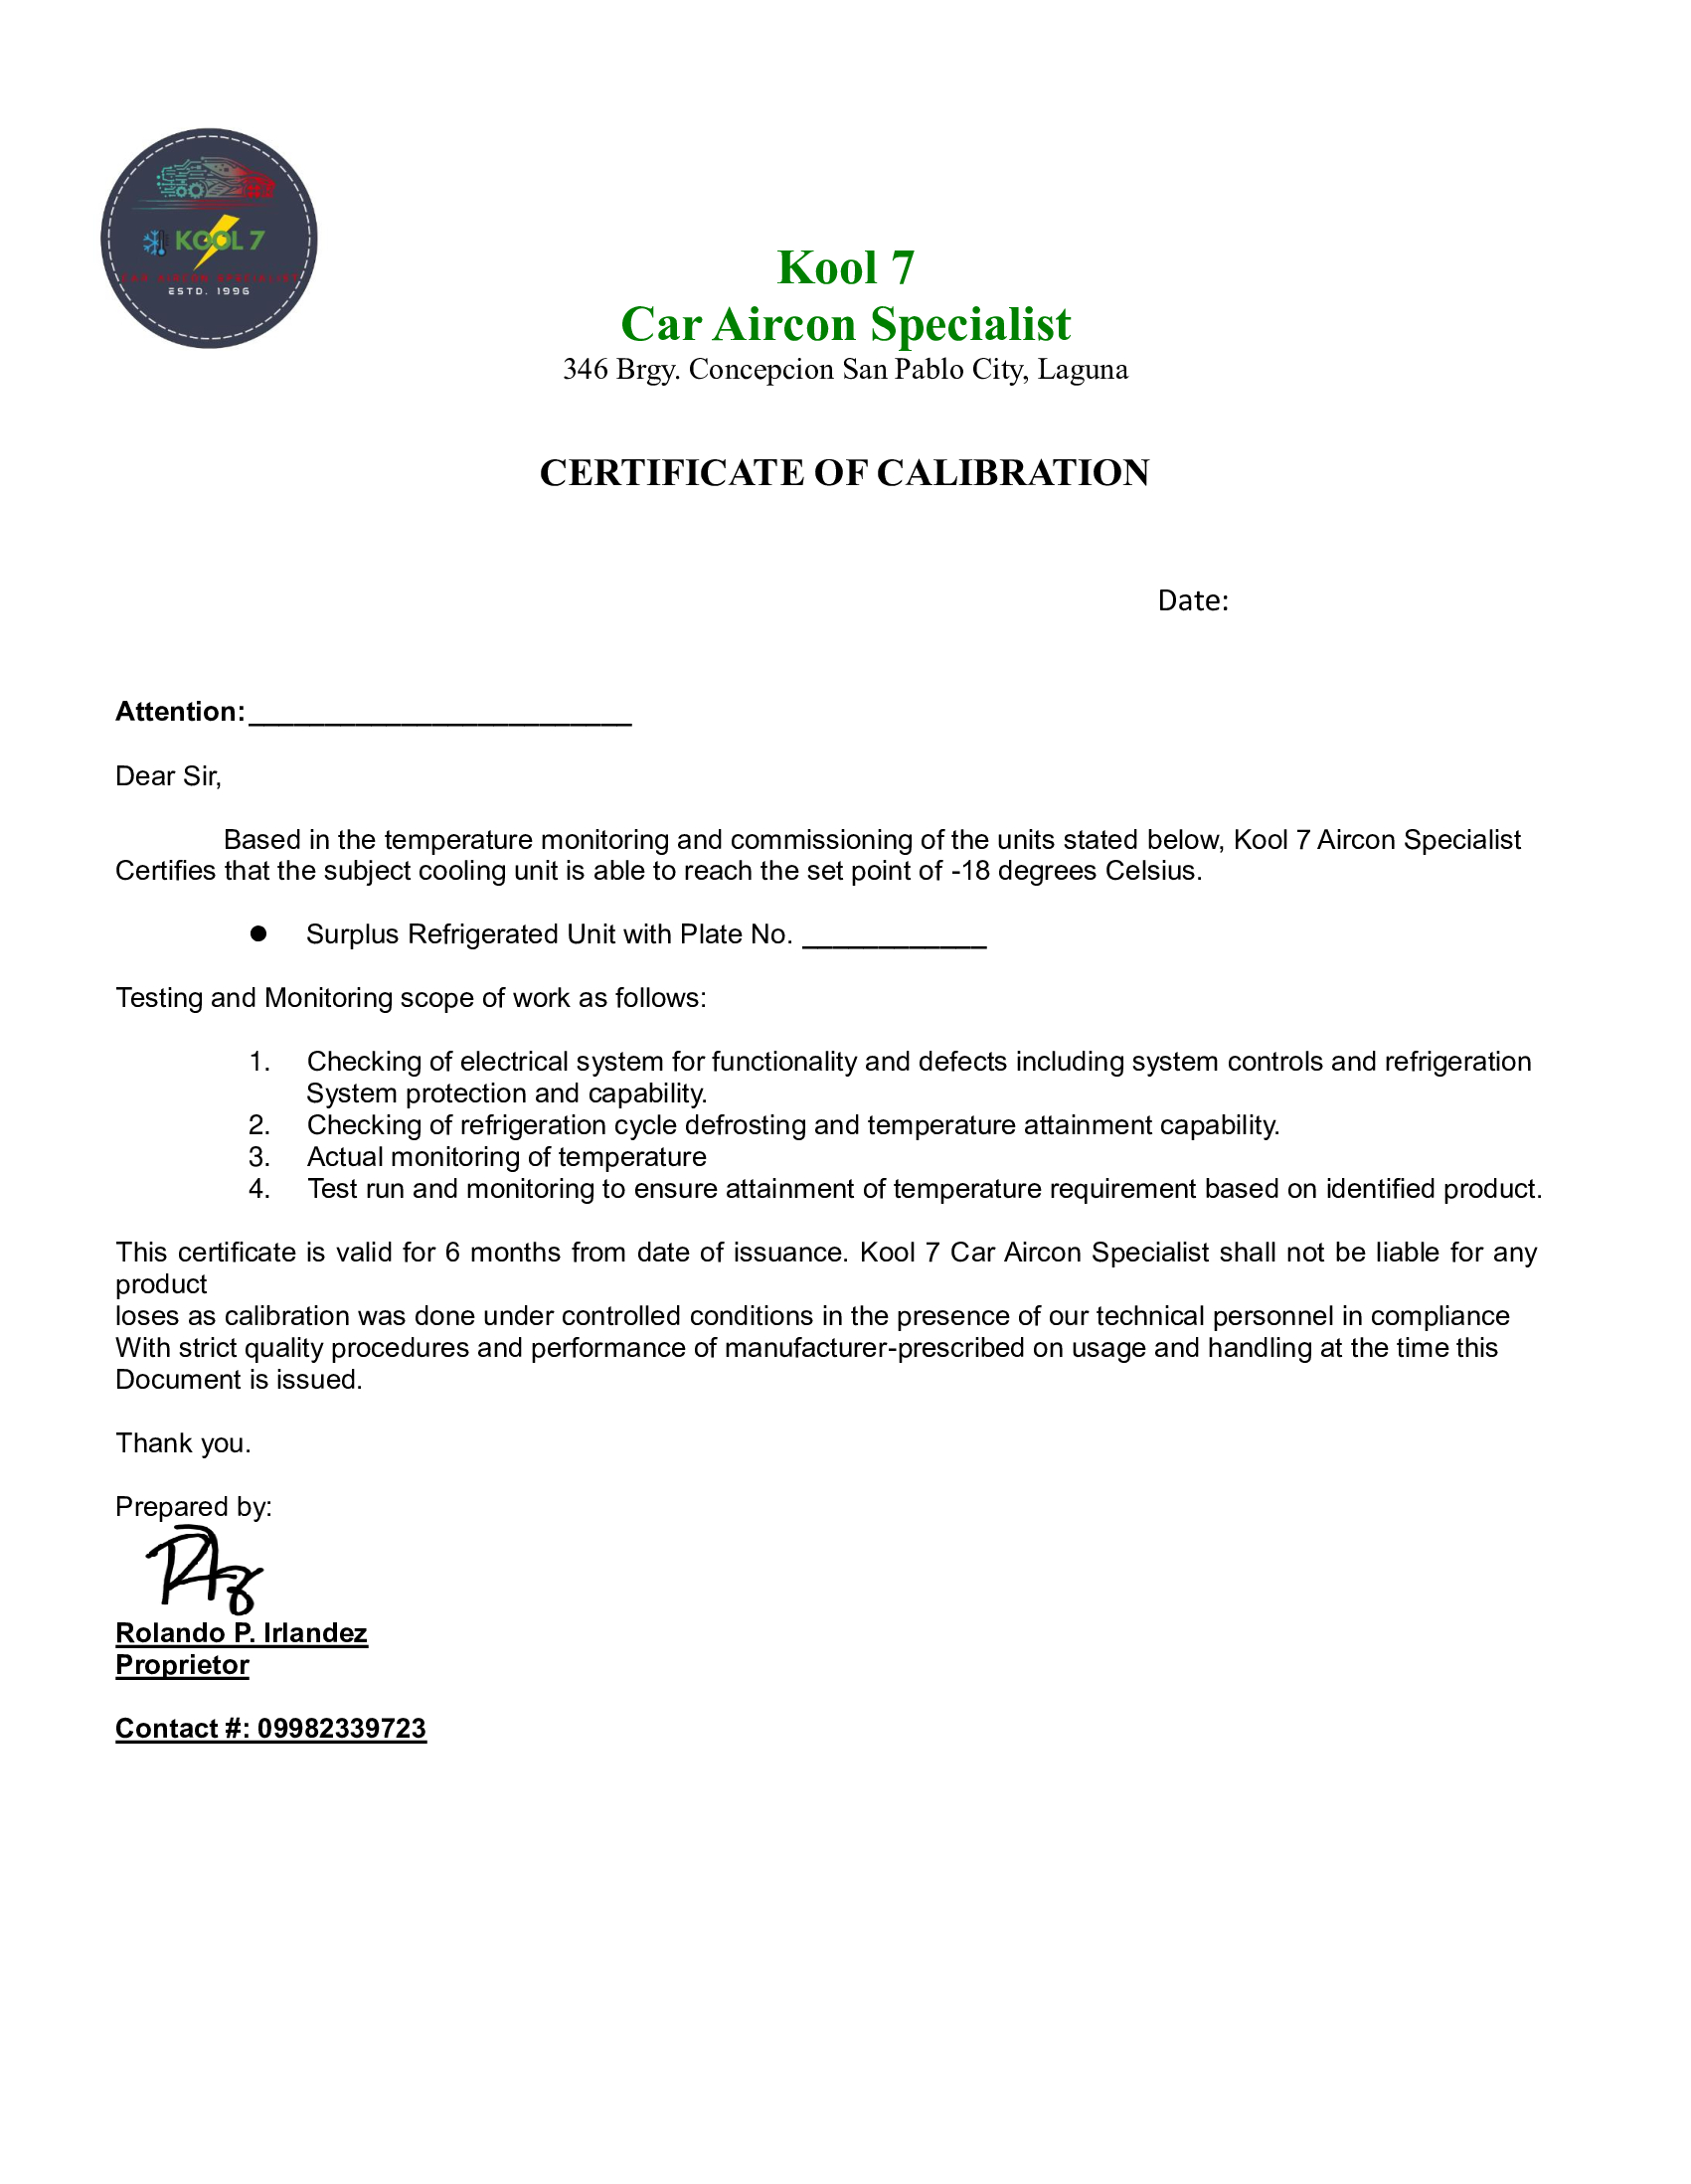 KOOL 7
CAR AIRCON SPECIALIST
ESTD. 1996
Kool 7
Car Aircon Specialist
346 Brgy. Concepcion San Pablo City, Laguna
CERTIFICATE OF CALIBRATION
Date:
Attention: _________________________
Dear Sir,
Based in the temperature monitoring and commissioning of the units stated below, Kool 7 Aircon Specialist
Certifies that the subject cooling unit is able to reach the set point of -18 degrees Celsius.
● Surplus Refrigerated Unit with Plate No. ____________
Testing and Monitoring scope of work as follows:
1. Checking of electrical system for functionality and defects including system controls and refrigeration
System protection and capability.
2. Checking of refrigeration cycle defrosting and temperature attainment capability.
3. Actual monitoring of temperature
4. Test run and monitoring to ensure attainment of temperature requirement based on identified product.
This certificate is valid for 6 months from date of issuance. Kool 7 Car Aircon Specialist shall not be liable for any
product
loses as calibration was done under controlled conditions in the presence of our technical personnel in compliance
With strict quality procedures and performance of manufacturer-prescribed on usage and handling at the time this
Document is issued.
Thank you.
Prepared by:
Rolando P. Irlandez
Proprietor
Contact #: 09982339723